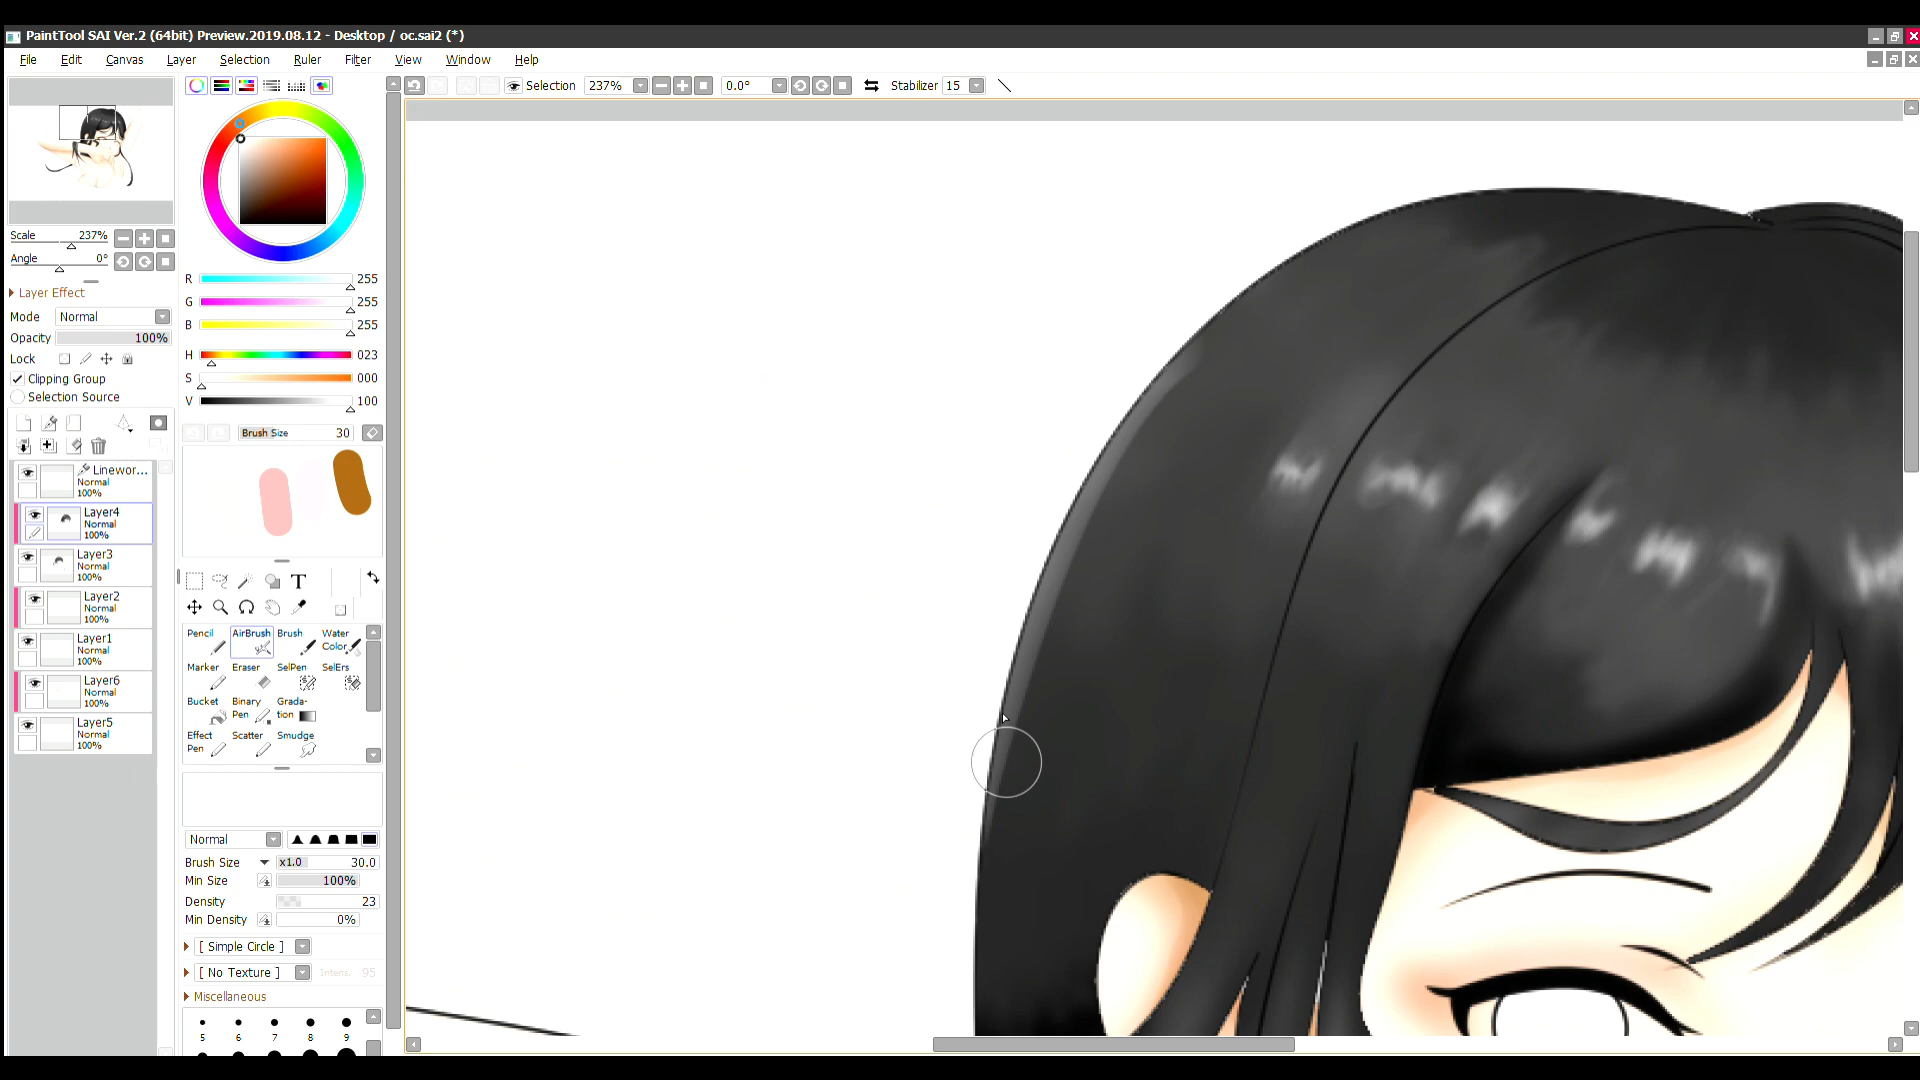 PaintTool SAI Ver.2 (64bit) Preview.2019.08.12 - Desktop / oc.sai2 (*)
File Edit Canvas Layer Selection Ruler Filter View Window Help
Selection 237% 0.0° Stabilizer 15
Scale 237%
Angle 0°
Layer Effect
Mode Normal
Opacity 100%
Lock
Clipping Group
Selection Source
Linewor...
Normal
100%
Layer4
Normal
100%
Layer3
Normal
100%
Layer2
Normal
100%
Layer1
Normal
100%
Layer6
Normal
100%
Layer5
Normal
100%
R 255
G 255
B 255
H 023
S 000
V 100
Brush Size 30
T
Pencil AirBrush Brush Water Color
Marker Eraser SelPen SelErs
Bucket Binary Pen Grada-tion
Effect Pen Scatter Smudge
Normal
Brush Size x1.0 30.0
Min Size 100%
Density 23
Min Density 0%
[ Simple Circle ]
[ No Texture ] Intens. 95
Miscellaneous
5 6 7 8 9